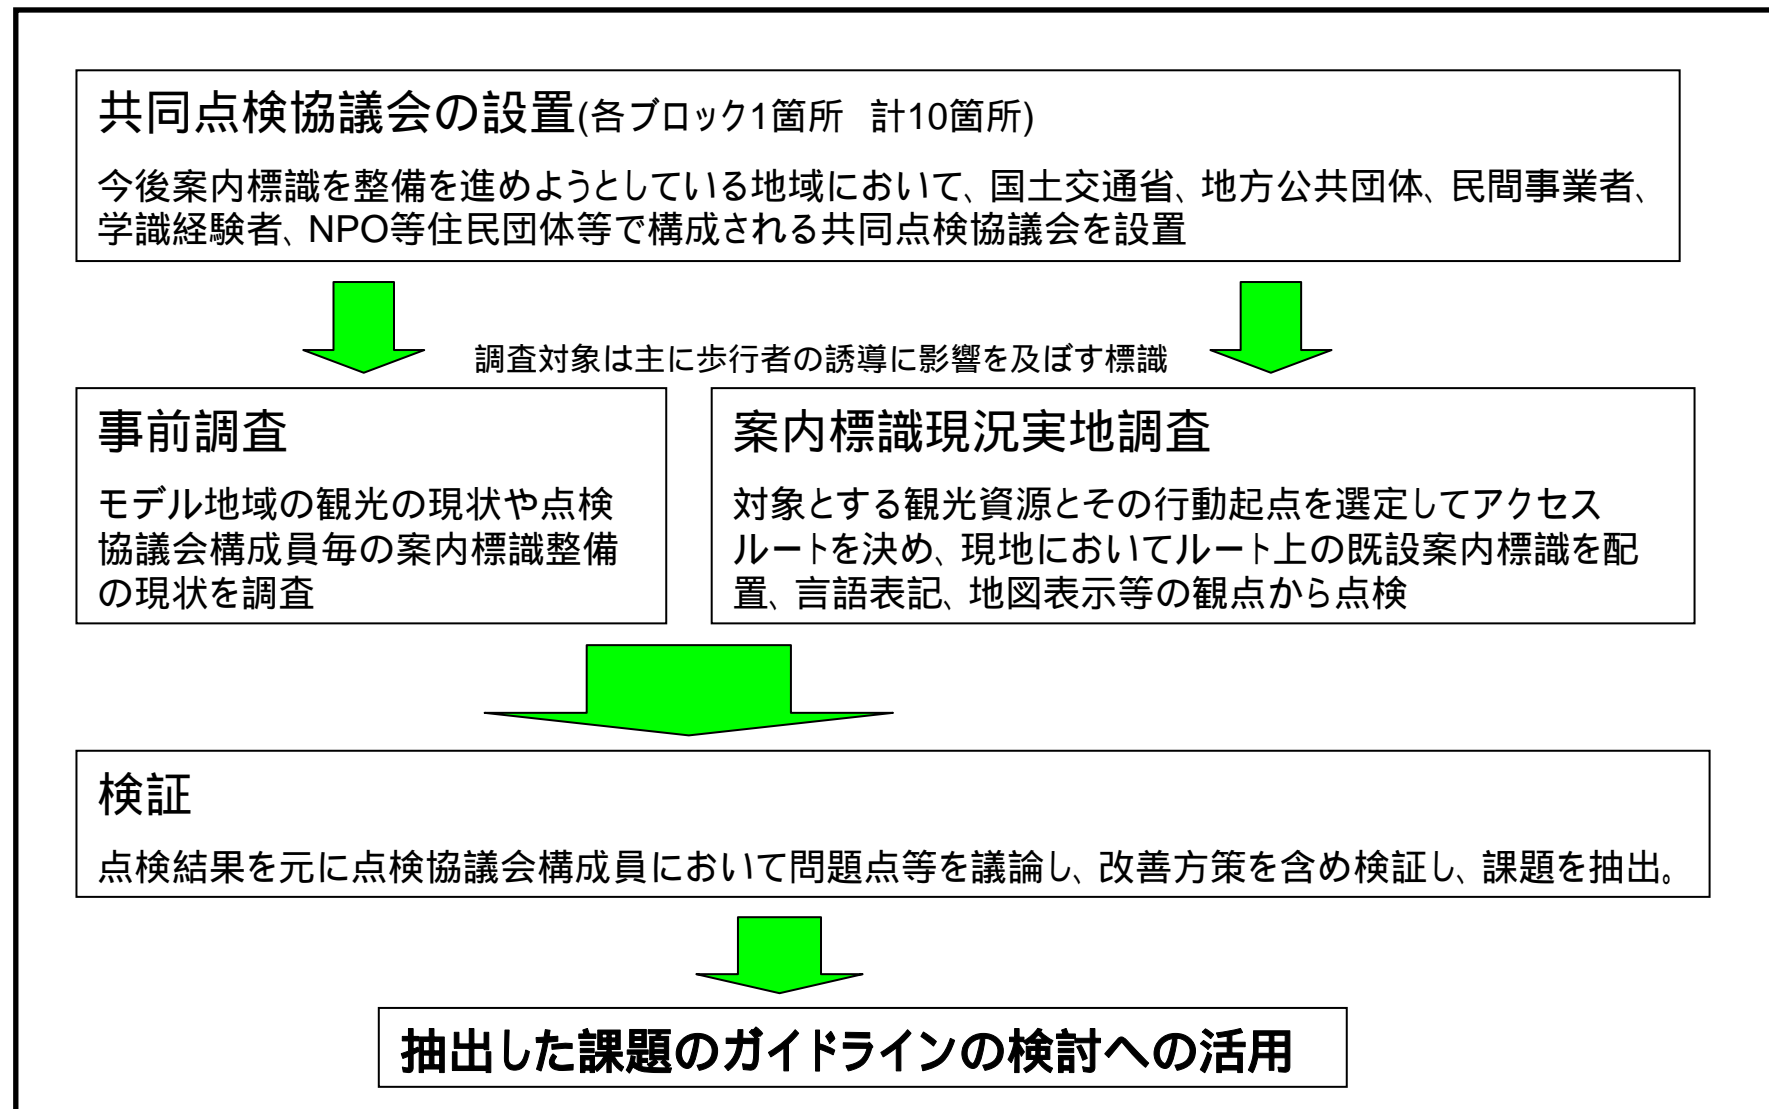 共同点検協議会の設置(各ブロック1箇所 計10箇所)
今後案内標識を整備を進めようとしている地域において、国土交通省、地方公共団体、民間事業者、
学識経験者、NPO等住民団体等で構成される共同点検協議会を設置
調査対象は主に歩行者の誘導に影響を及ぼす標識
事前調査
モデル地域の観光の現状や点検
協議会構成員毎の案内標識整備
の現状を調査
案内標識現況実地調査
対象とする観光資源とその行動起点を選定してアクセス
ルートを決め、現地においてルート上の既設案内標識を配
置、言語表記、地図表示等の観点から点検
検証
点検結果を元に点検協議会構成員において問題点等を議論し、改善方策を含め検証し、課題を抽出。
抽出した課題のガイドラインの検討への活用